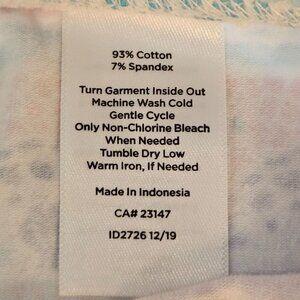 93% Cotton
7% Spandex
Turn Garment Inside Out
Machine Wash Cold
Gentle Cycle
Only Non-Chlorine Bleach
When Needed
Tumble Dry Low
Warm Iron, If Needed
Made In Indonesia
CA# 23147
ID2726 12/19